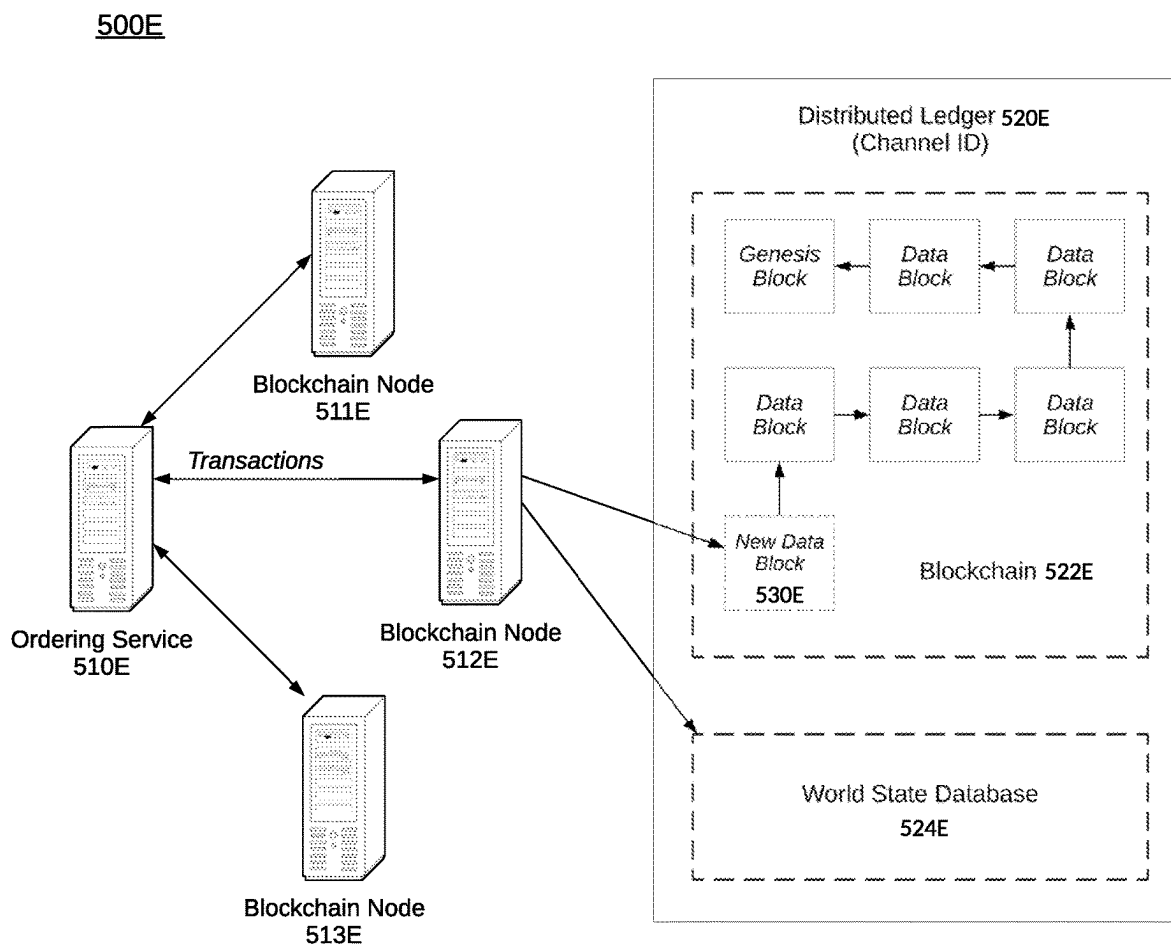 500E
Distributed Ledger 520E
(Channel ID)
Genesis
Block
Data
Block
Data
Block
Blockchain Node
511E
Data
Block
Data
Block
Data
Block
Transactions
New Data
Block
530E
Blockchain 522E
Ordering Service
510E
Blockchain Node
512E
World State Database
524E
Blockchain Node
513E